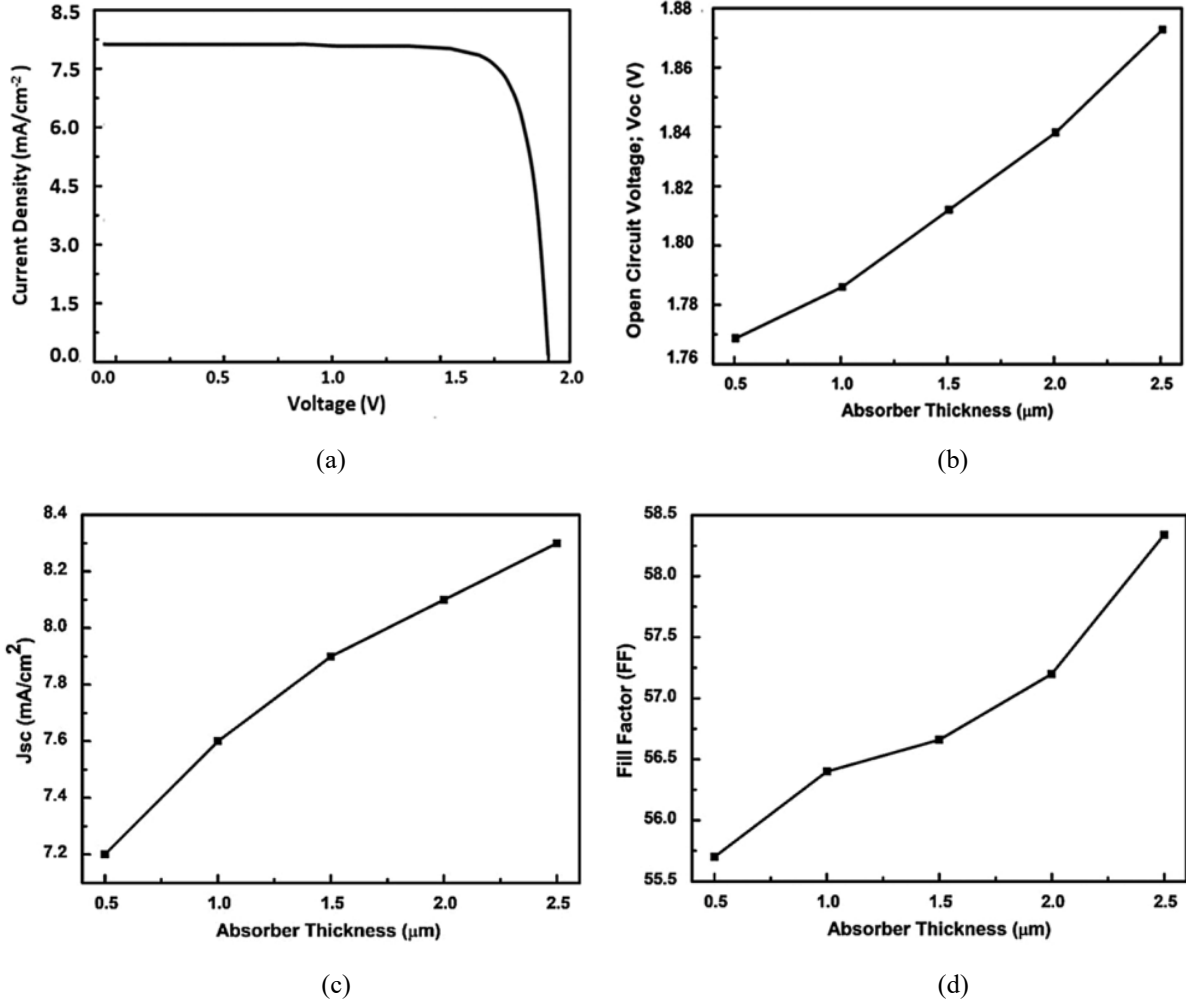 8.5
7.5
6.0
4.5
3.0
1.5
0.0
Current Density (mA/cm⁻²)
0.0 0.5 1.0 1.5 2.0
Voltage (V)
(a)
1.88
1.86
1.84
1.82
1.80
1.78
1.76
Open Circuit Voltage; Voc (V)
0.5 1.0 1.5 2.0 2.5
Absorber Thickness (μm)
(b)
8.4
8.2
8.0
7.6
7.4
7.2
Jsc (mA/cm²)
0.5 1.0 1.5 2.0 2.5
Absorber Thickness (μm)
(c)
58.5
58.0
57.5
57.0
56.5
56.0
55.5
Fill Factor (FF)
0.5 1.0 1.5 2.0 2.5
Absorber Thickness (μm)
(d)